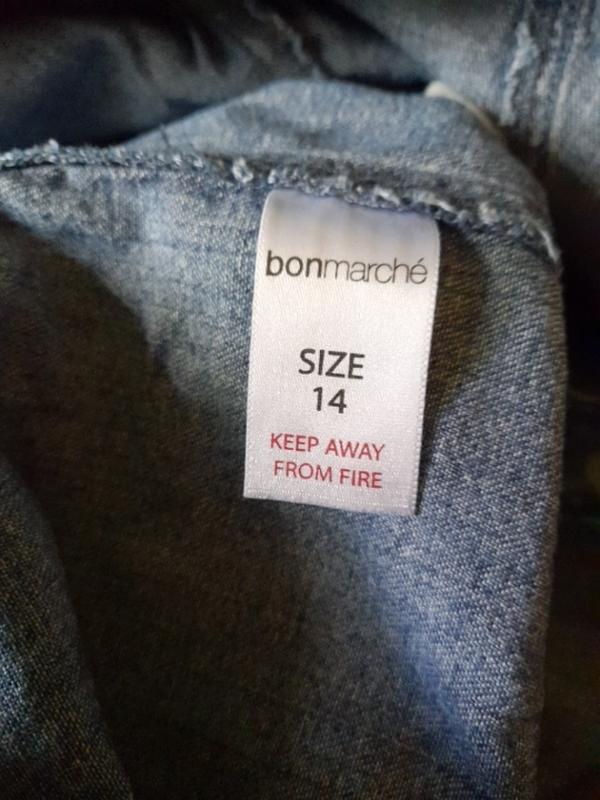 bonmarché
SIZE
14
KEEP AWAY
FROM FIRE